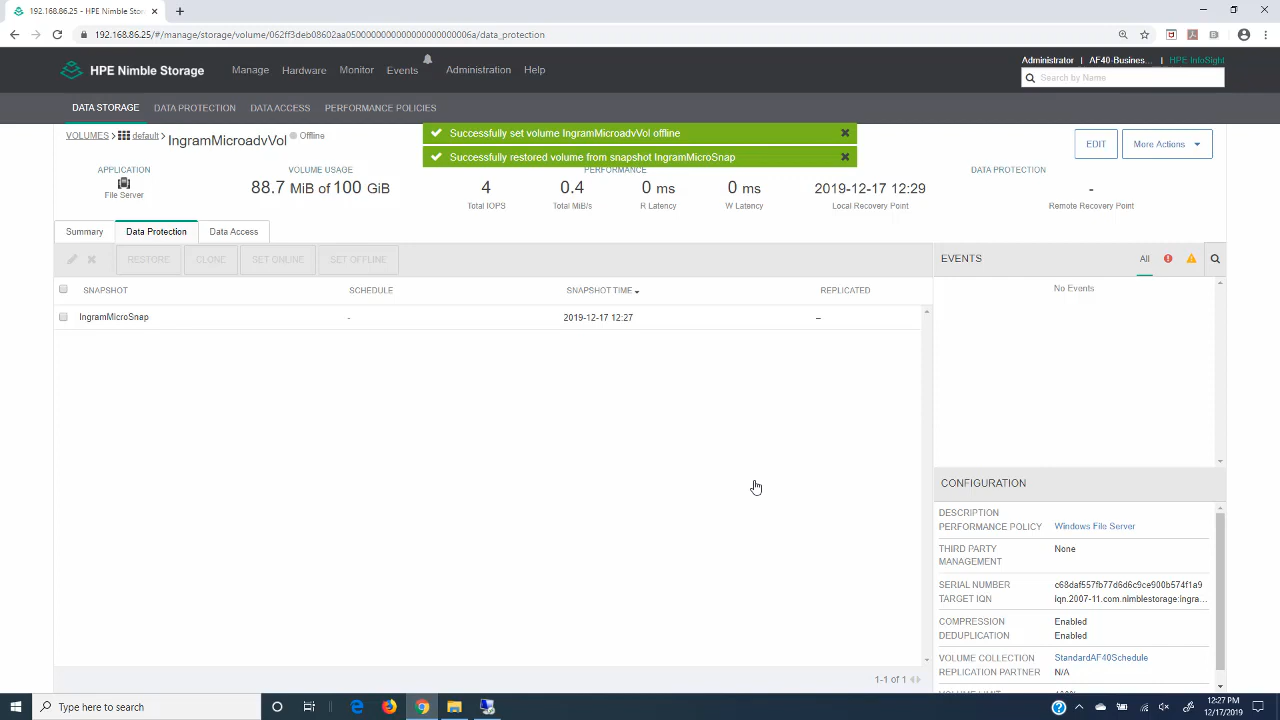 192.168.86.25 - HPE Nimble Stora
192.168.86.25/#/manage/storage/volume/062ff3deb08602aa05000000000000000000000006a/data_protection
HPE Nimble Storage
Manage Hardware Monitor Events Administration Help
Administrator | AF40-Business... | HPE InfoSight
Search by Name
DATA STORAGE DATA PROTECTION DATA ACCESS PERFORMANCE POLICIES
VOLUMES > default > IngramMicroadvVol Offline
Successfully set volume IngramMicroadvVol offline
Successfully restored volume from snapshot IngramMicroSnap
EDIT More Actions
APPLICATION
File Server
VOLUME USAGE
88.7 MiB of 100 GiB
PERFORMANCE
4
Total IOPS
0.4
Total MiB/s
0 ms
R Latency
0 ms
W Latency
2019-12-17 12:29
Local Recovery Point
DATA PROTECTION
-
Remote Recovery Point
Summary Data Protection Data Access
RESTORE CLONE SET ONLINE SET OFFLINE
SNAPSHOT SCHEDULE SNAPSHOT TIME REPLICATED
IngramMicroSnap - 2019-12-17 12:27 –
1-1 of 1
EVENTS All
No Events
CONFIGURATION
DESCRIPTION
PERFORMANCE POLICY Windows File Server
THIRD PARTY MANAGEMENT None
SERIAL NUMBER c68daf557fb77d6d6c9ce900b574f1a9
TARGET IQN iqn.2007-11.com.nimblestorage:ingra...
COMPRESSION Enabled
DEDUPLICATION Enabled
VOLUME COLLECTION StandardAF40Schedule
REPLICATION PARTNER N/A
Type here to search
12:27 PM
12/17/2019